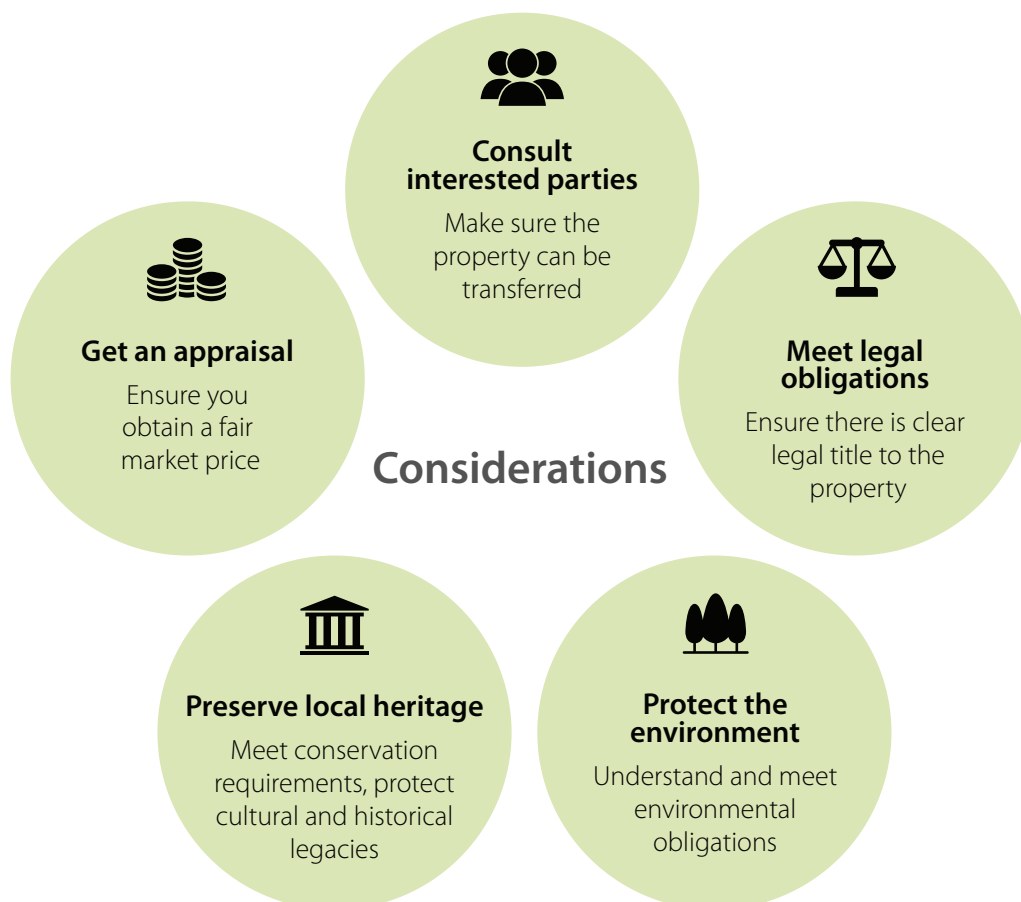 Consult
interested parties
Make sure the
property can be
transferred
Get an appraisal
Ensure you
obtain a fair
market price
Meet legal
obligations
Ensure there is clear
legal title to the
property
Considerations
Preserve local heritage
Meet conservation
requirements, protect
cultural and historical
legacies
Protect the
environment
Understand and meet
environmental
obligations